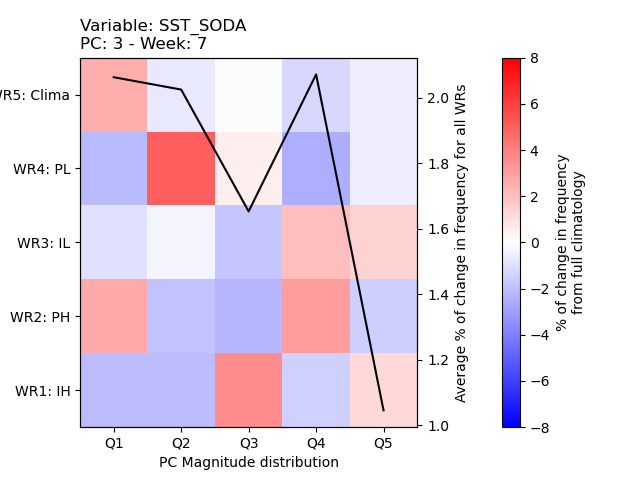 Variable: SST_SODA
PC: 3 - Week: 7
WR5: Clima
WR4: PL
WR3: IL
WR2: PH
WR1: IH
Q1 Q2 Q3 Q4 Q5
PC Magnitude distribution
2.0
1.8
1.6
1.4
1.2
1.0
Average % of change in frequency for all WRs
8
6
4
2
0
−2
−4
−6
−8
% of change in frequency
from full climatology